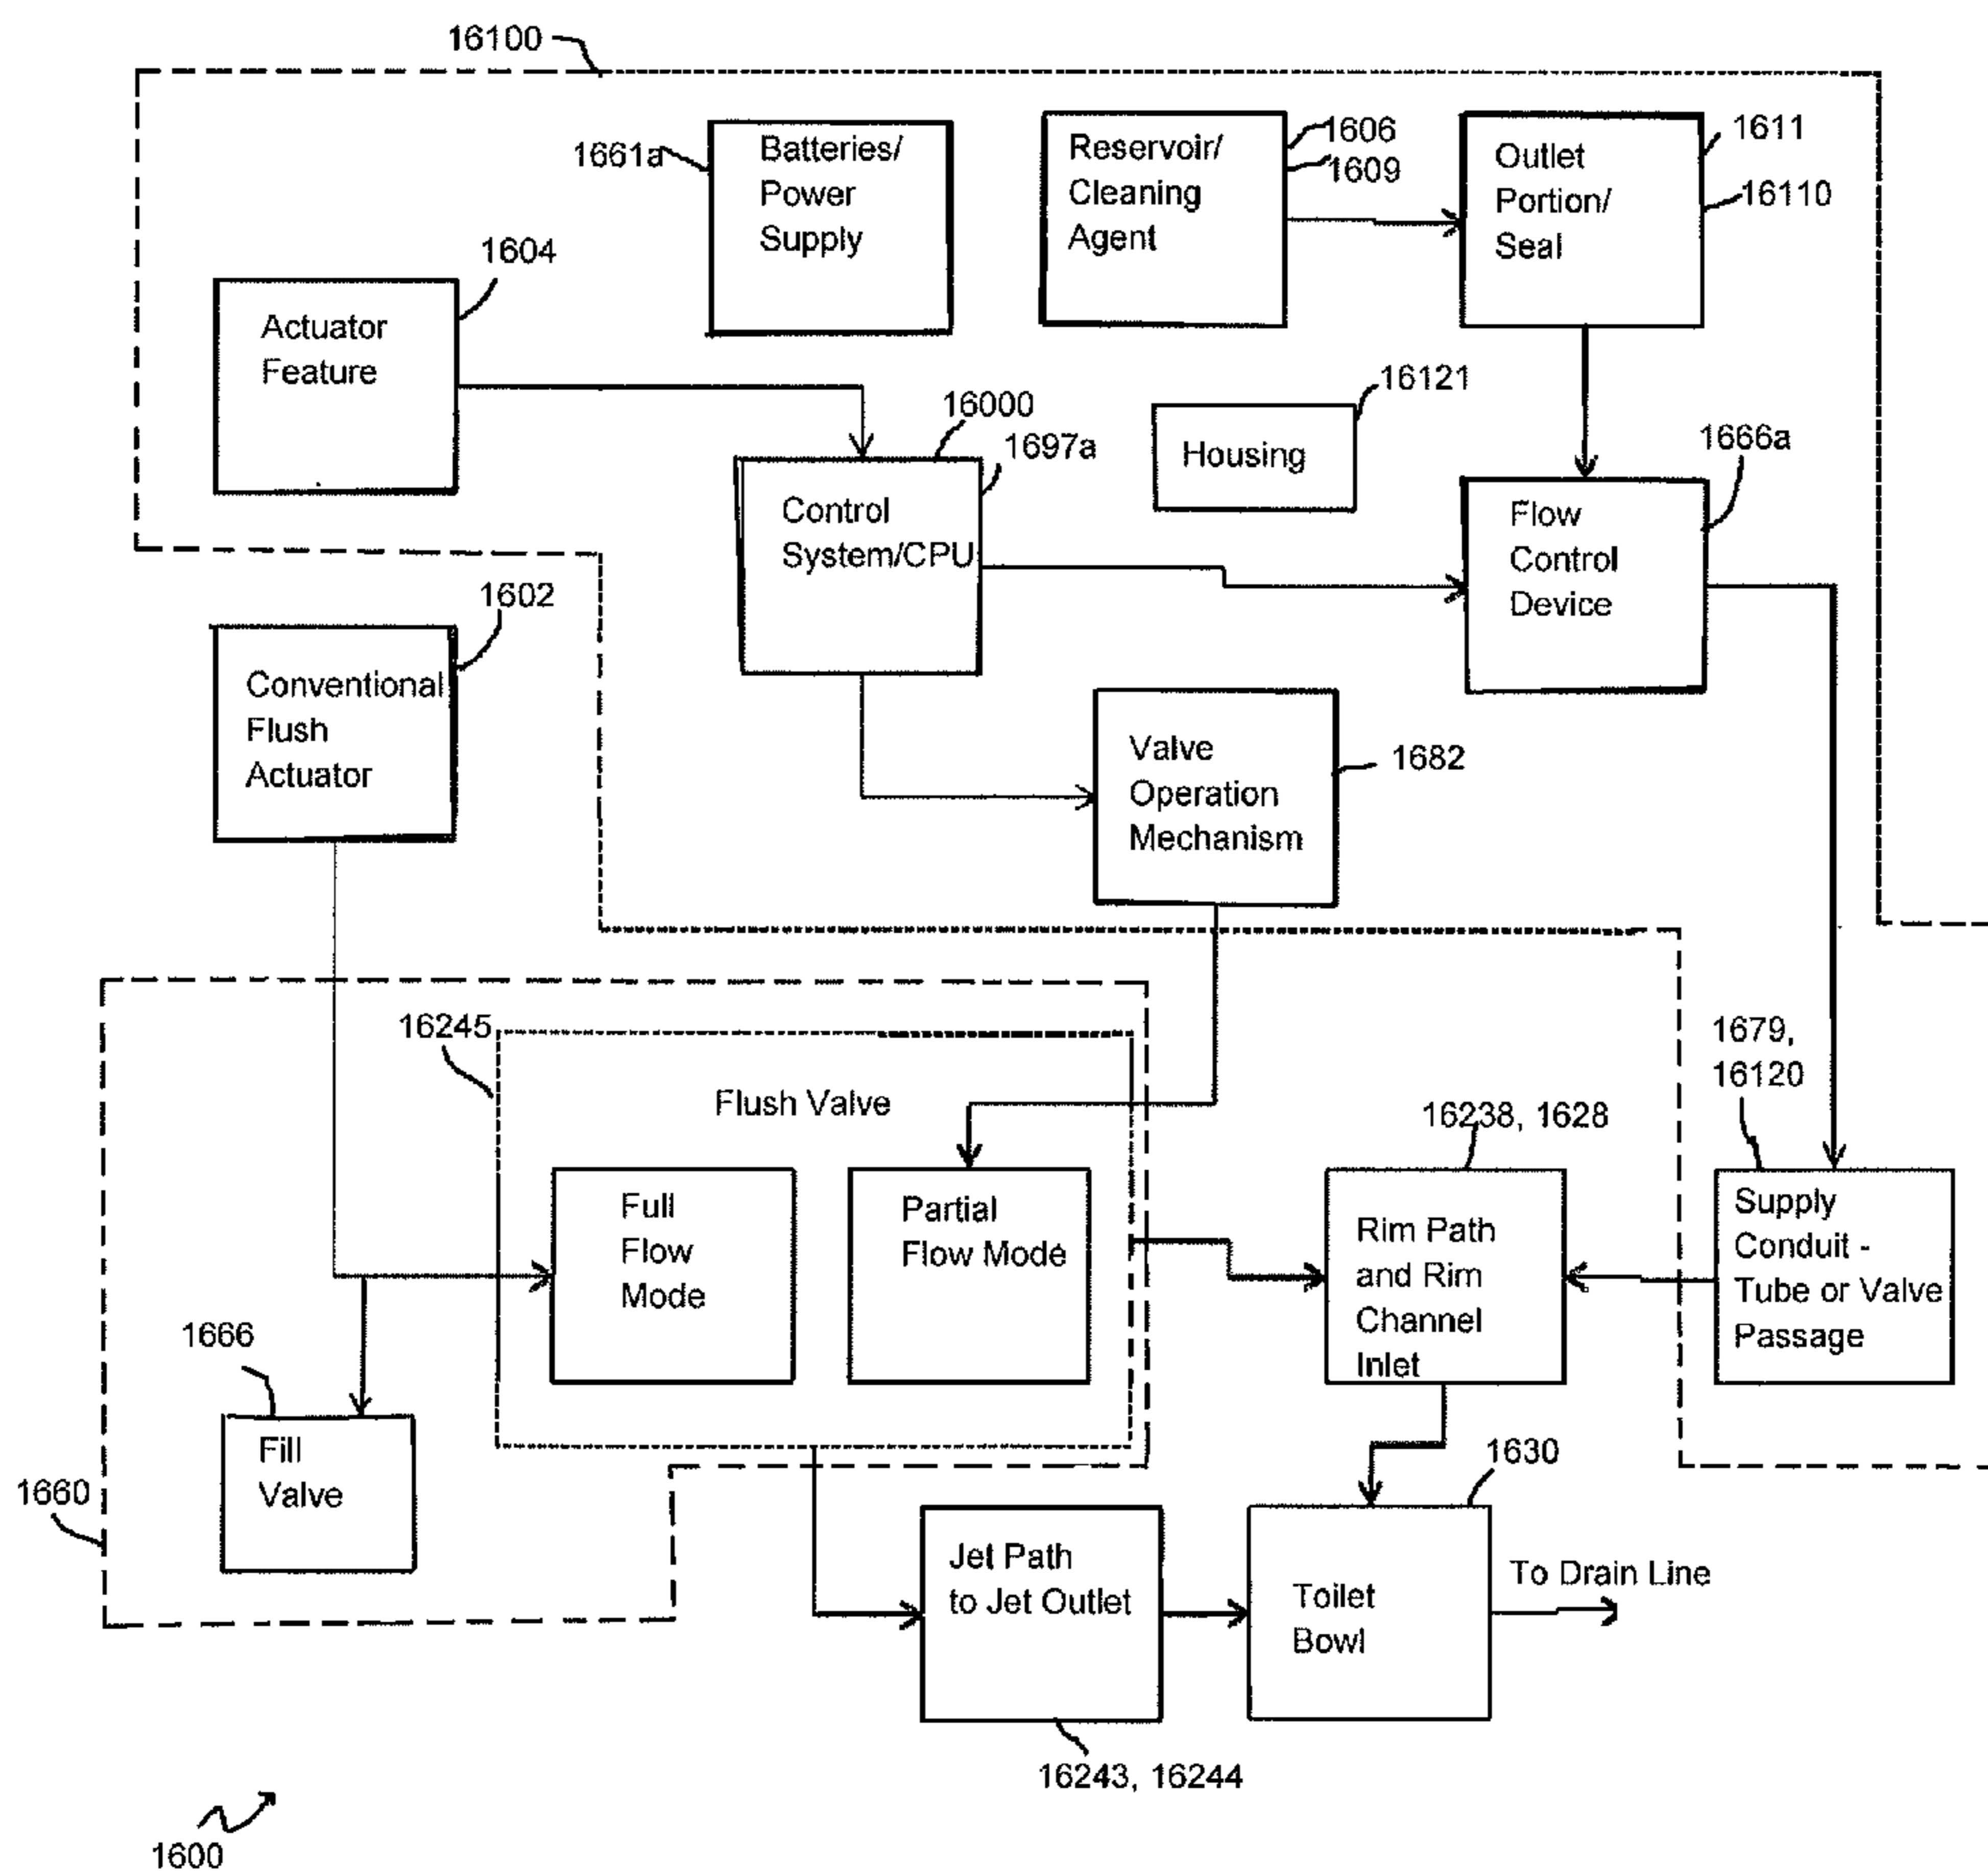 16100
1661a
Batteries/
Power
Supply
Reservoir/
Cleaning
Agent
1606
1609
Outlet
Portion/
Seal
1611
16110
1604
Actuator
Feature
16000
1697a
Control
System/CPU
16121
Housing
1666a
Flow
Control
Device
1602
Conventional
Flush
Actuator
Valve
Operation
Mechanism
1682
16245
Flush Valve
Full
Flow
Mode
Partial
Flow Mode
16238, 1628
Rim Path
and Rim
Channel
Inlet
1679,
16120
Supply
Conduit -
Tube or Valve
Passage
1666
Fill
Valve
1660
Jet Path
to Jet Outlet
16243, 16244
1630
Toilet
Bowl
To Drain Line
1600